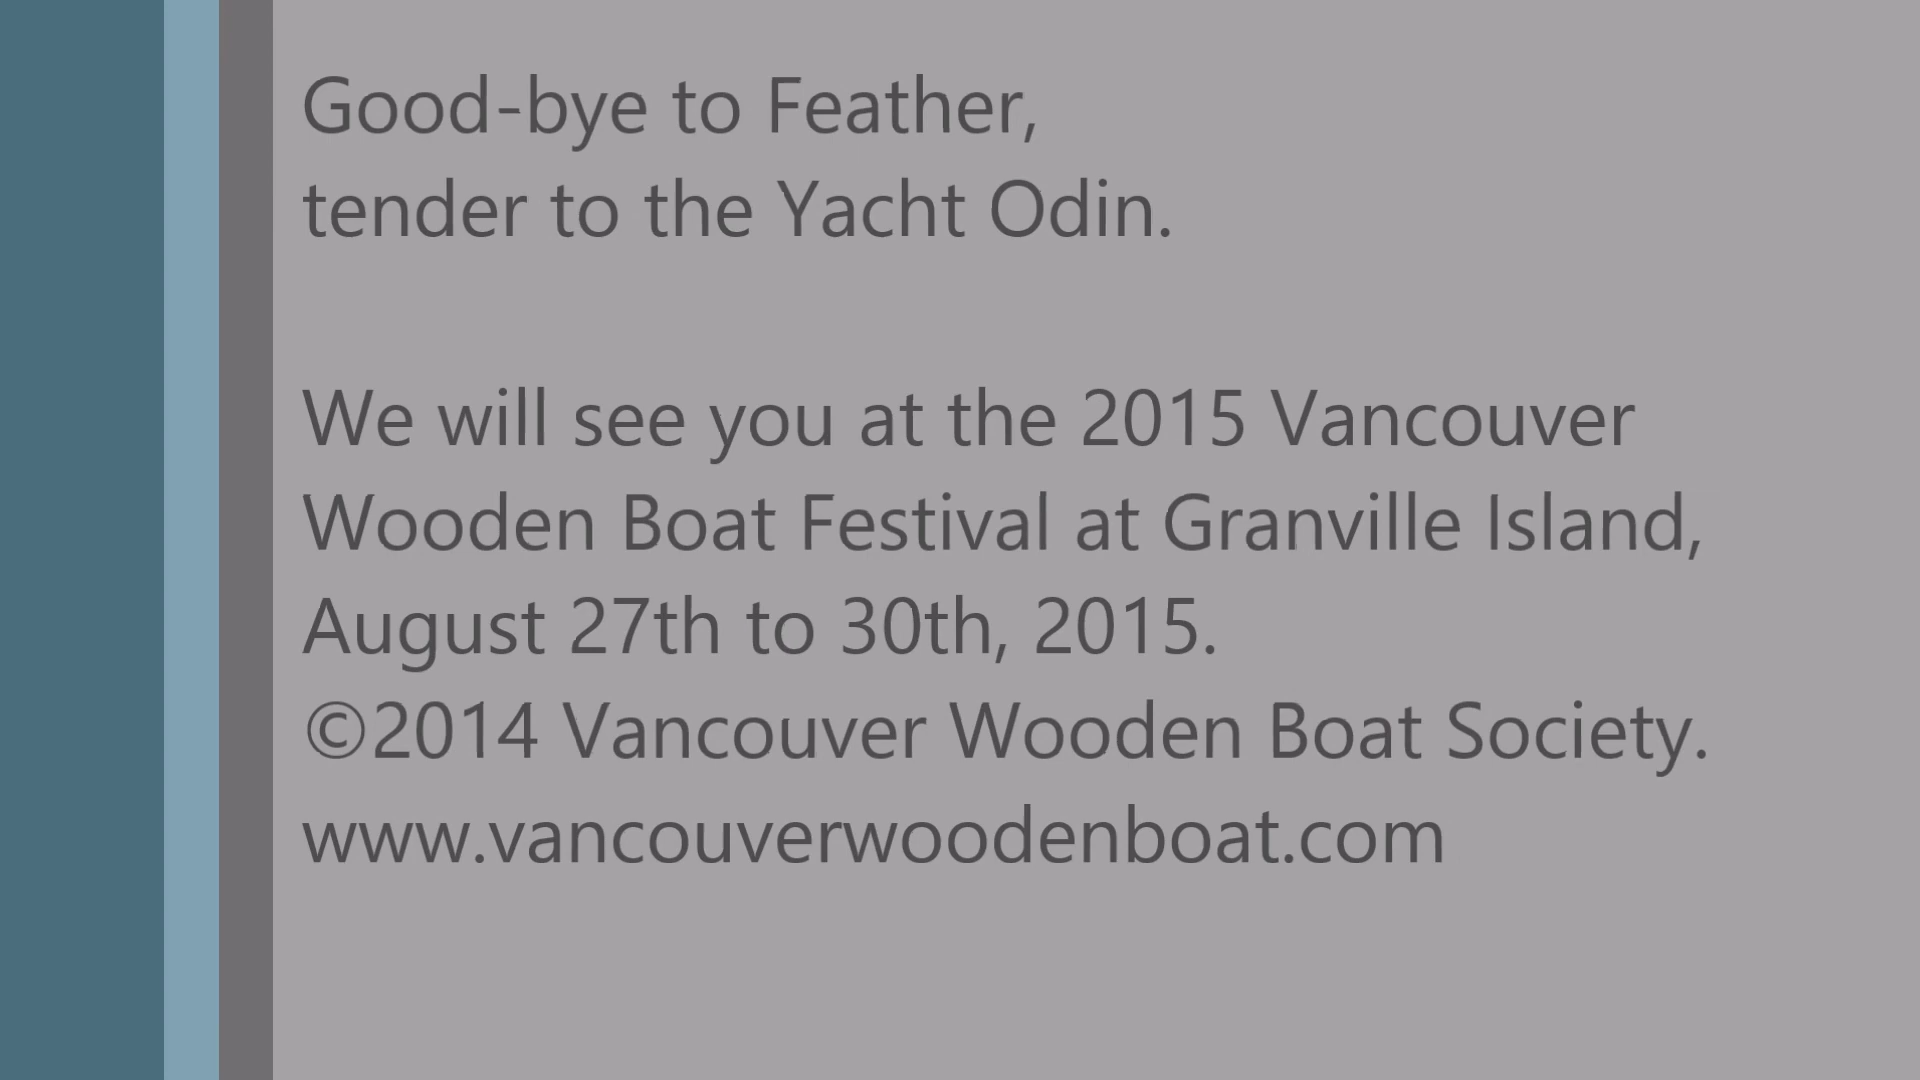 Good-bye to Feather,
tender to the Yacht Odin.
We will see you at the 2015 Vancouver
Wooden Boat Festival at Granville Island,
August 27th to 30th, 2015.
©2014 Vancouver Wooden Boat Society.
www.vancouverwoodenboat.com